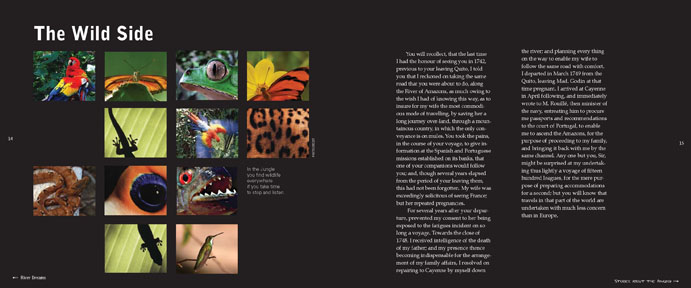 The Wild Side
14
In the Jungle
you find wildlife
everywhere
if you take time
to stop and listen.
← River Dreams
You will recollect, that the last time
I had the honour of seeing you in 1742,
previous to your leaving Quito, I told
you that I reckoned on taking the same
road that you were about to do, along
the River of Amazons, as much owing to
the wish I had of knowing this way, as to
insure for my wife the most commodi-
ous mode of travelling, by saving her a
long journey over-land, through a moun-
tainous country, in which the only con-
veyance is on mules. You took the pains,
in the course of your voyage, to give in-
formation at the Spanish and Portuguese
missions established on its banks, that
one of your companions would follow
you; and, though several years elapsed
from the period of your leaving them,
this had not been forgotten. My wife was
exceedingly solicitous of seeing France;
but her repeated pregnancies,
For several years after your depar-
ture, prevented my consent to her being
exposed to the fatigues incident on so
long a voyage. Towards the close of
1748, I received intelligence of the death
of my father; and my presence thence
becoming indispensible for the arrange-
ment of my family affairs, I resolved on
repairing to Cayenne by myself down
the river; and planning every thing
on the way to enable my wife to
follow the same road with comfort,
I departed in March 1749 from the
Quito, leaving Mad. Godin at that
time pregnant. I arrived at Cayenne
in April following, and immediately
wrote to M. Rouillé, then minister of
the navy, entreating him to procure
me passports and recommendations
to the court of Portugal, to enable
me to ascend the Amazons, for the
purpose of proceeding to my family,
and bringing it back with me by the
same channel. Any one but you, Sir,
might be surprised at my undertak-
ing thus lightly a voyage of fifteen
hundred leagues, for the mere pur-
pose of preparing accommodations
for a second; but you will know that
travels in that part of the world are
undertaken with much less concern
than in Europe.
15
Stories about the Amazon →